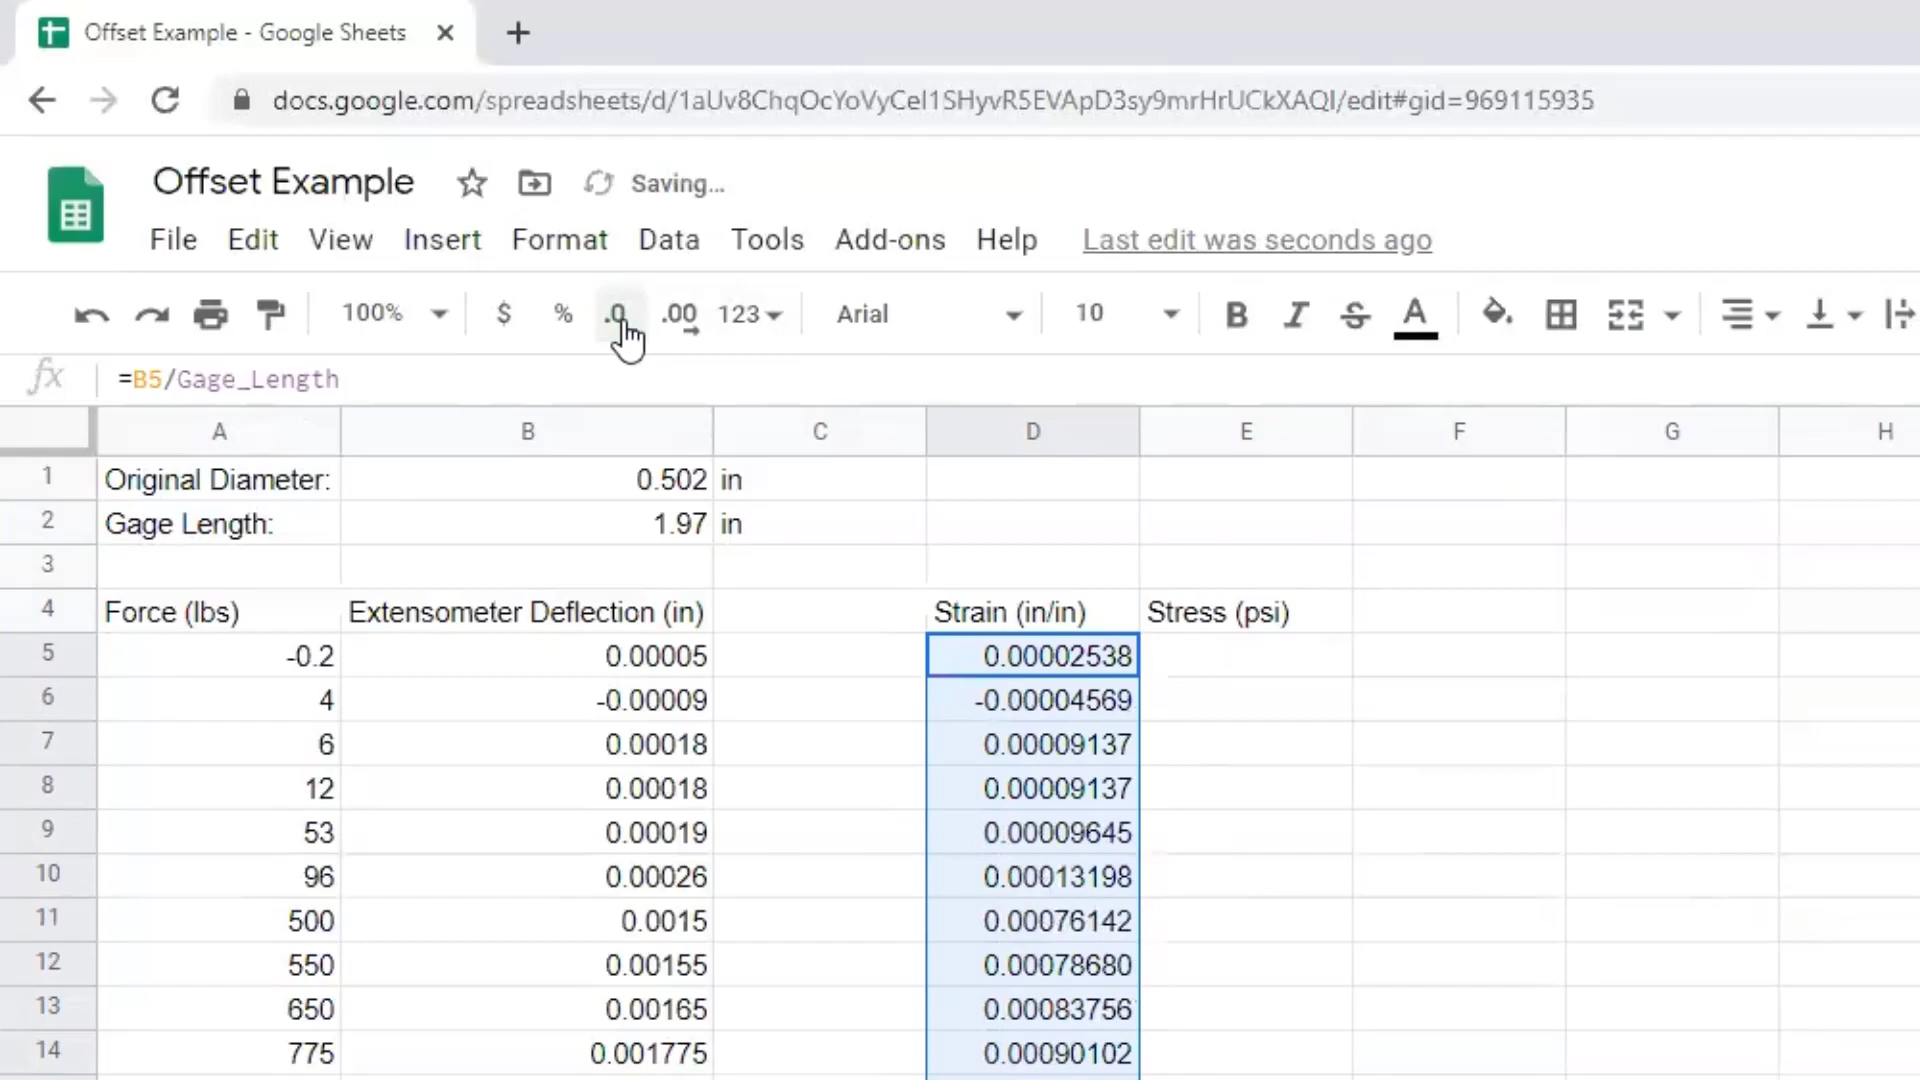 Offset Example - Google Sheets
docs.google.com/spreadsheets/d/1aUv8ChqOcYoVyCel1SHyvR5EVApD3sy9mrHrUCkXAQI/edit#gid=969115935
Offset Example Saving...
File Edit View Insert Format Data Tools Add-ons Help Last edit was seconds ago
100% $ % .0 .00 123 Arial 10 B I S A
fx =B5/Gage_Length
A B C D E F G H
1 Original Diameter: 0.502 in
2 Gage Length: 1.97 in
3
4 Force (lbs) Extensometer Deflection (in) Strain (in/in) Stress (psi)
5 -0.2 0.00005 0.00002538
6 4 -0.00009 -0.00004569
7 6 0.00018 0.00009137
8 12 0.00018 0.00009137
9 53 0.00019 0.00009645
10 96 0.00026 0.00013198
11 500 0.0015 0.00076142
12 550 0.00155 0.00078680
13 650 0.00165 0.00083756
14 775 0.001775 0.00090102